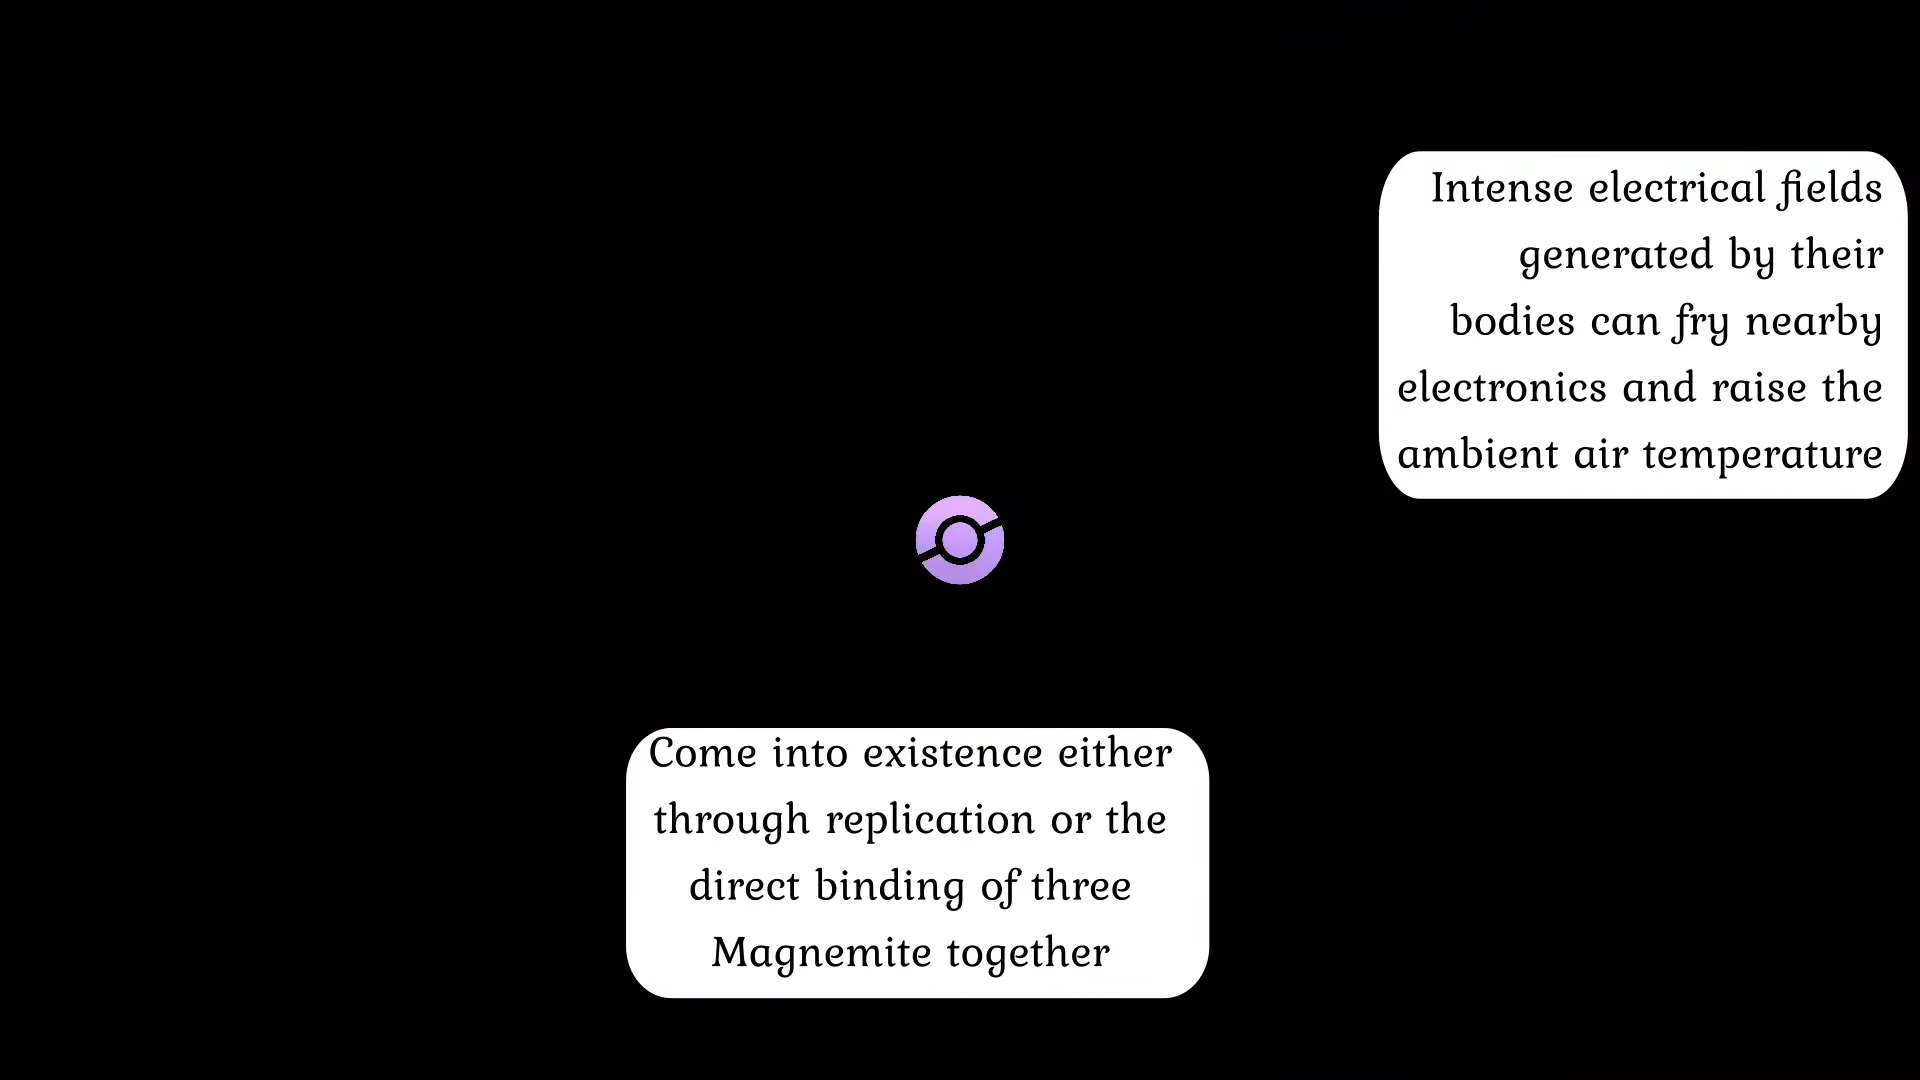 Intense electrical fields
generated by their
bodies can fry nearby
electronics and raise the
ambient air temperature
Come into existence either
through replication or the
direct binding of three
Magnemite together